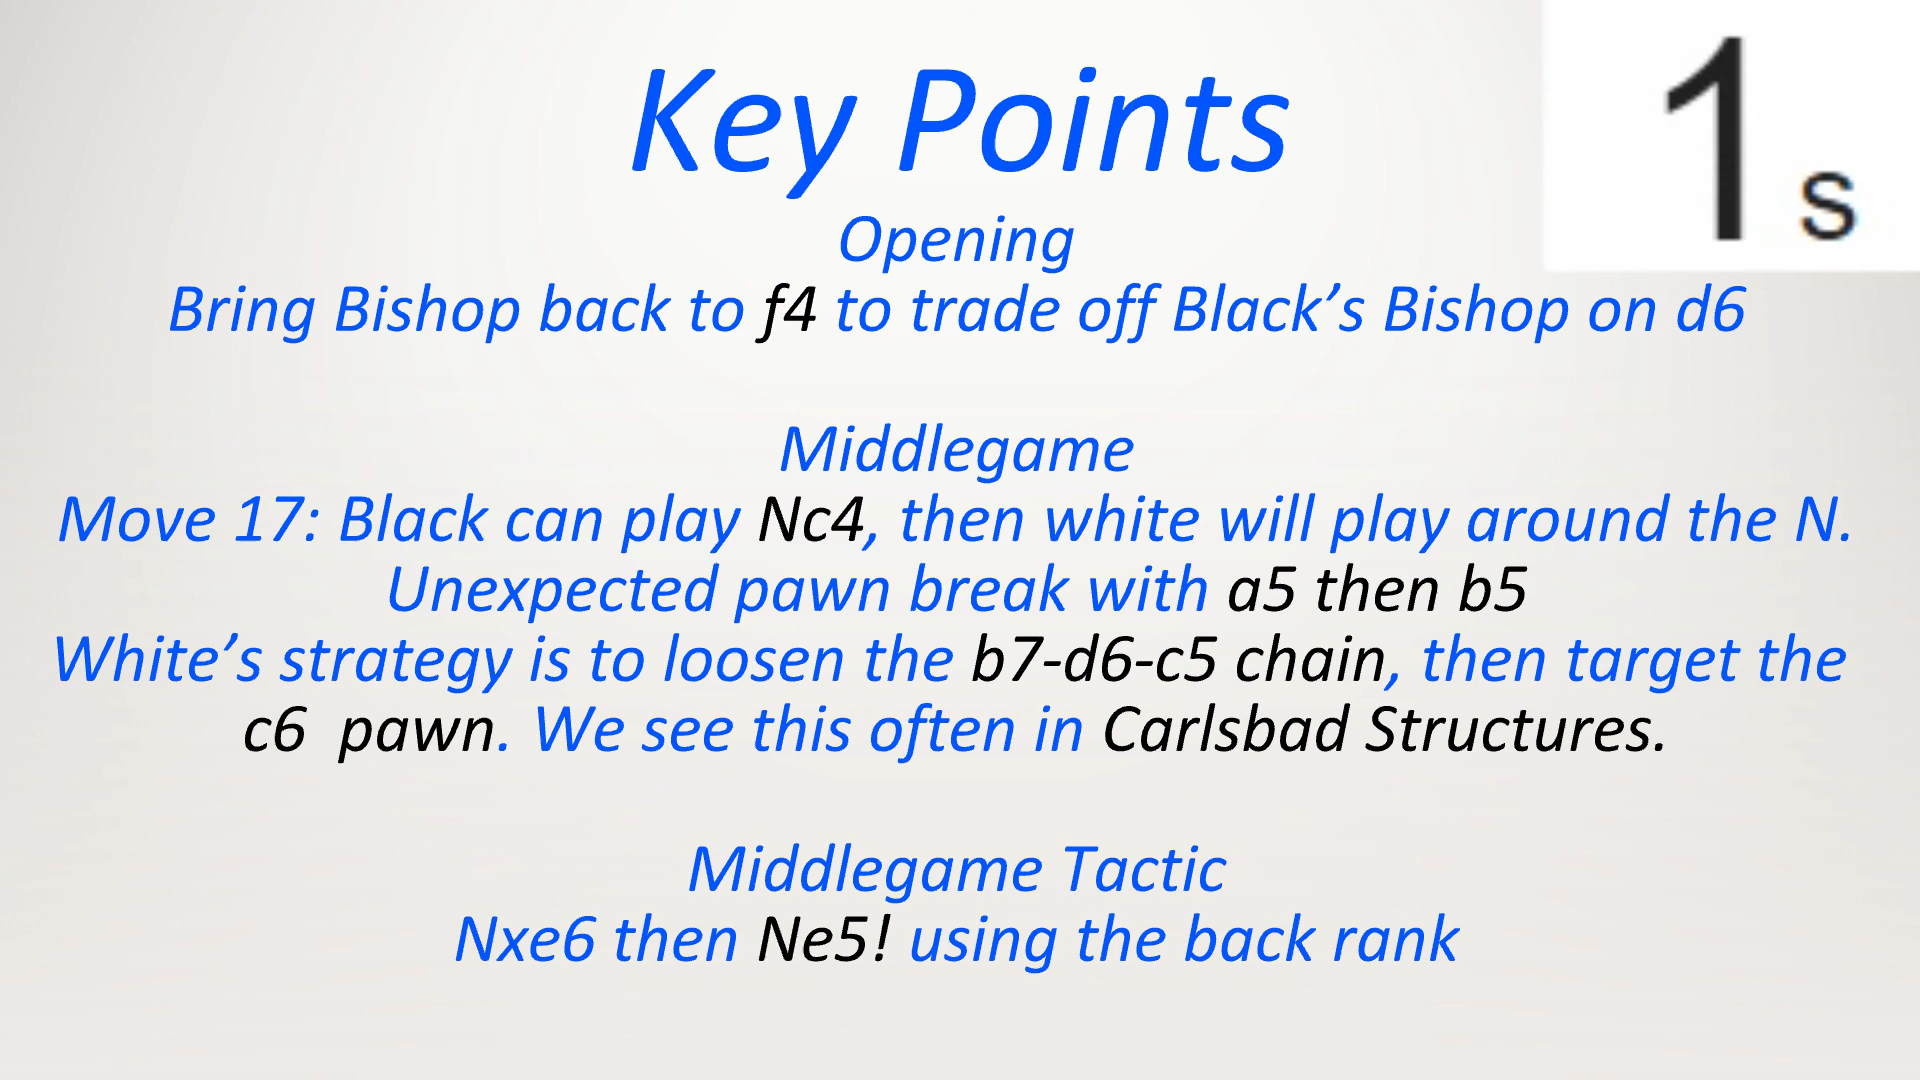 Key Points
1 s
Opening
Bring Bishop back to f4 to trade off Black’s Bishop on d6
Middlegame
Move 17: Black can play Nc4, then white will play around the N.
Unexpected pawn break with a5 then b5
White’s strategy is to loosen the b7-d6-c5 chain, then target the
c6 pawn. We see this often in Carlsbad Structures.
Middlegame Tactic
Nxe6 then Ne5! using the back rank